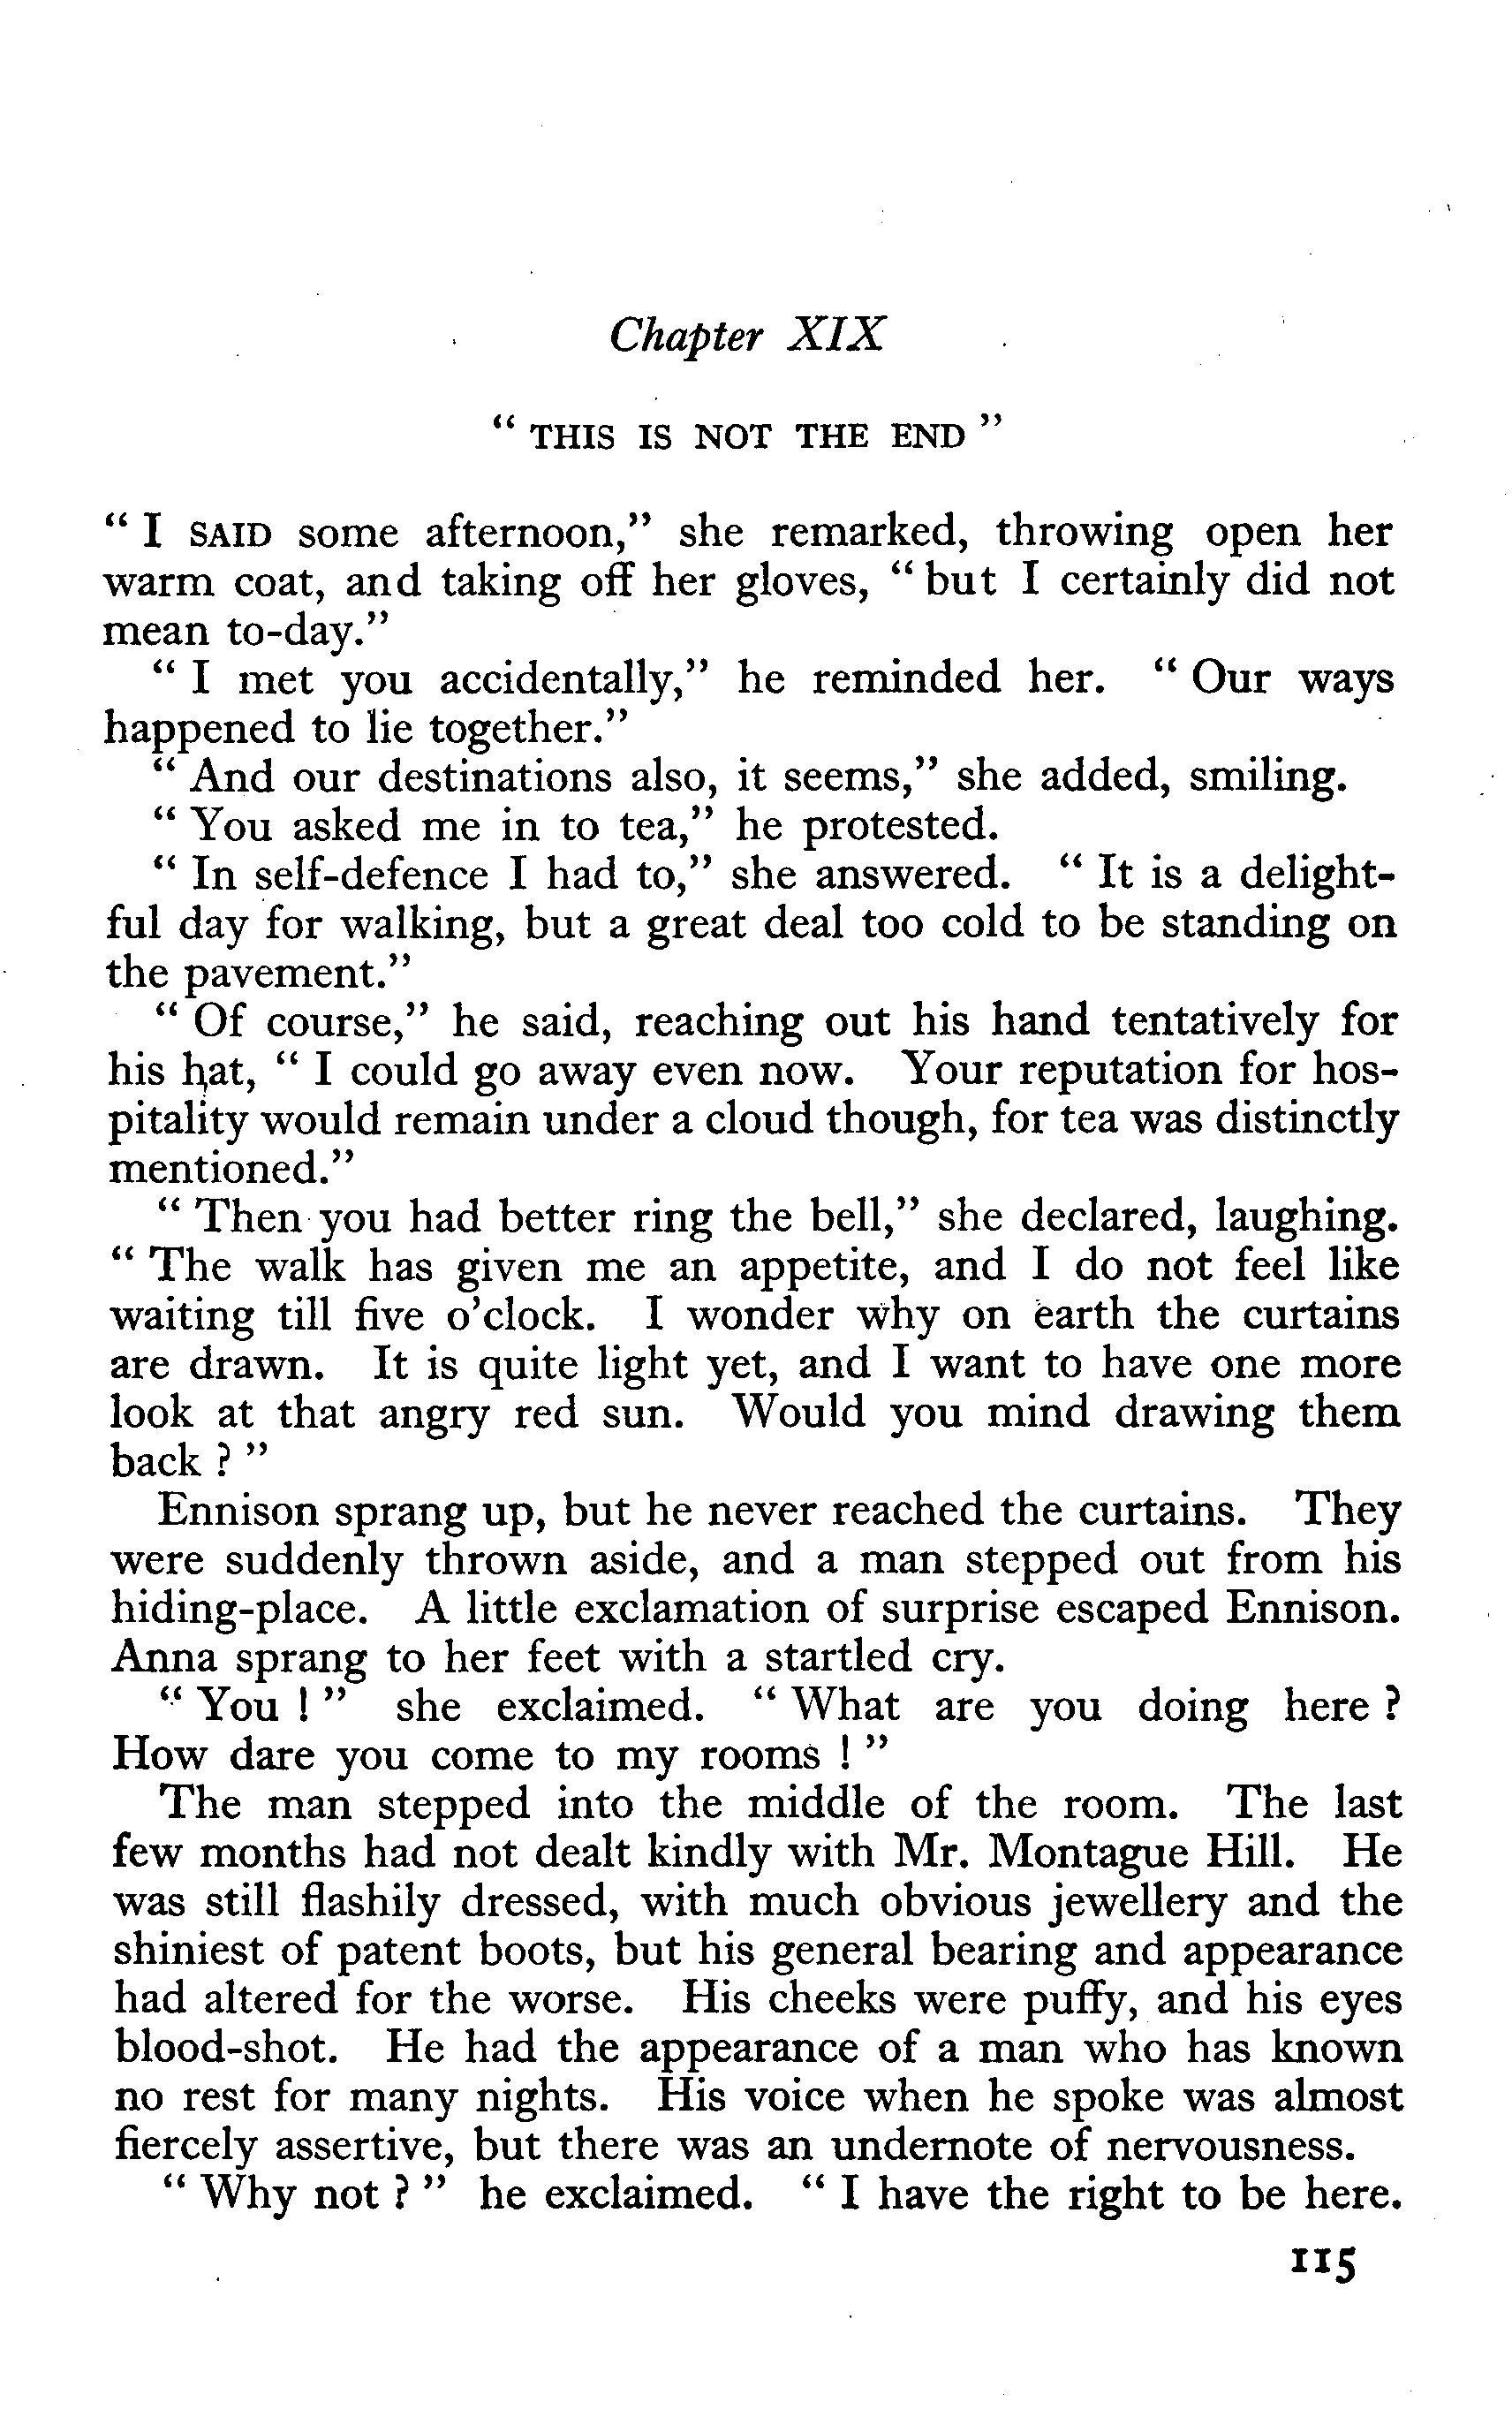 Chapter XIX
" THIS IS NOT THE END "
" I SAID some afternoon," she remarked, throwing open her
warm coat, and taking off her gloves, " but I certainly did not
mean to-day."
" I met you accidentally," he reminded her. " Our ways
happened to lie together."
" And our destinations also, it seems," she added, smiling.
" You asked me in to tea," he protested.
" In self-defence I had to," she answered. " It is a delight-
ful day for walking, but a great deal too cold to be standing on
the pavement."
" Of course," he said, reaching out his hand tentatively for
his hat, " I could go away even now. Your reputation for hos-
pitality would remain under a cloud though, for tea was distinctly
mentioned."
" Then you had better ring the bell," she declared, laughing.
" The walk has given me an appetite, and I do not feel like
waiting till five o'clock. I wonder why on earth the curtains
are drawn. It is quite light yet, and I want to have one more
look at that angry red sun. Would you mind drawing them
back ? "
Ennison sprang up, but he never reached the curtains. They
were suddenly thrown aside, and a man stepped out from his
hiding-place. A little exclamation of surprise escaped Ennison.
Anna sprang to her feet with a startled cry.
" You ! " she exclaimed. " What are you doing here ?
How dare you come to my rooms ! "
The man stepped into the middle of the room. The last
few months had not dealt kindly with Mr. Montague Hill. He
was still flashily dressed, with much obvious jewellery and the
shiniest of patent boots, but his general bearing and appearance
had altered for the worse. His cheeks were puffy, and his eyes
blood-shot. He had the appearance of a man who has known
no rest for many nights. His voice when he spoke was almost
fiercely assertive, but there was an undernote of nervousness.
" Why not ? " he exclaimed. " I have the right to be here.
115